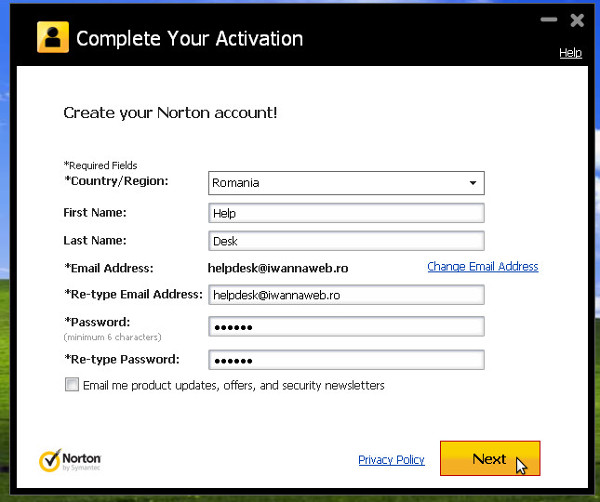 Complete Your Activation
Help
Create your Norton account!
*Required Fields
*Country/Region: Romania
First Name: Help
Last Name: Desk
*Email Address: helpdesk@iwannaweb.ro Change Email Address
*Re-type Email Address: helpdesk@iwannaweb.ro
*Password: ••••••
(minimum 6 characters)
*Re-type Password: ••••••
Email me product updates, offers, and security newsletters
Norton
by Symantec
Privacy Policy
Next